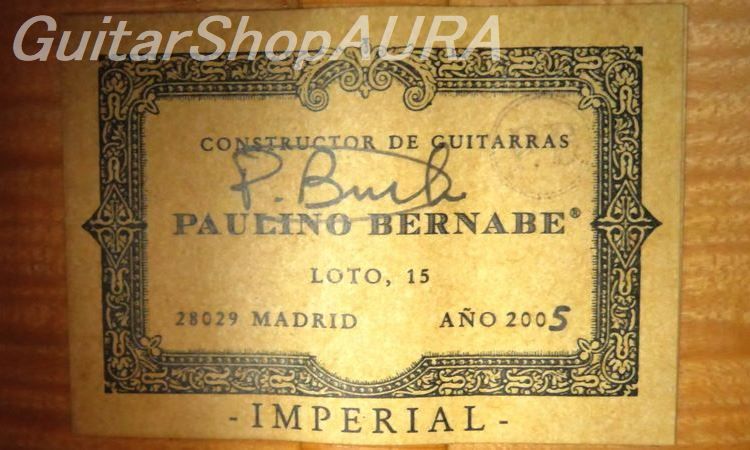 GuitarShopAURA
CONSTRUCTOR DE GUITARRAS
PAULINO BERNABE®
LOTO, 15
28029 MADRID AÑO 2005
- IMPERIAL -